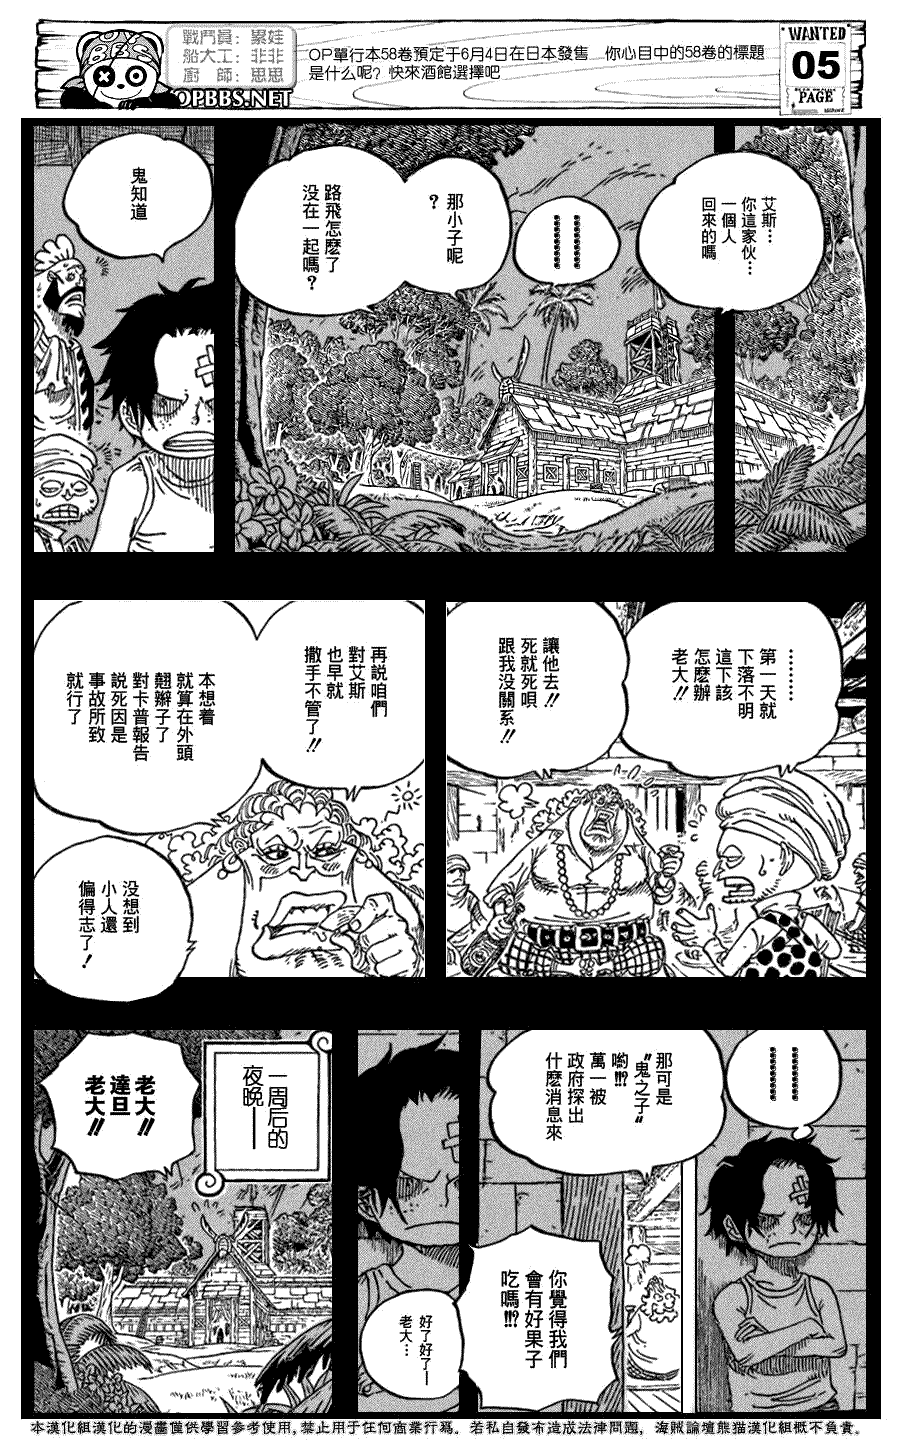 戰鬥員：累娃
船大工：非非
廚　師：思思
OPBBS.NET
OP單行本58卷預定于6月4日在日本發售......你心目中的58卷的標題
是什么呢？快來酒館選擇吧
WANTED
05
PAGE
艾斯…
你這家伙…
一個人
回來的嗎
………
那小子呢
？
路飛怎麽了
没在一起嗎？
鬼知道
………
第一天就
下落不明
這下該
怎麽辦
老大!!
讓他去!!
死就死唄
跟我没關系!!
再説咱們
對艾斯
也早就
撒手不管了!!
本想着
就算在外頭
翹辮子了
對卡普報告
説死因是
事故所致
就行了
没想到
小人還
偏得志了！
………
那可是
“鬼之子”
喲!!?
萬一被
政府探出
什麽消息來
你覺得我們
會有好果子
吃嗎!!?
好了好了——
老大…
一周后的
夜晚——
老大!!
達旦
老大!!
本漢化組漢化的漫畵僅供學習參考使用，禁止用于任何商業行爲。若私自發布造成法律問題，海賊論壇熊猫漢化組概不負責。